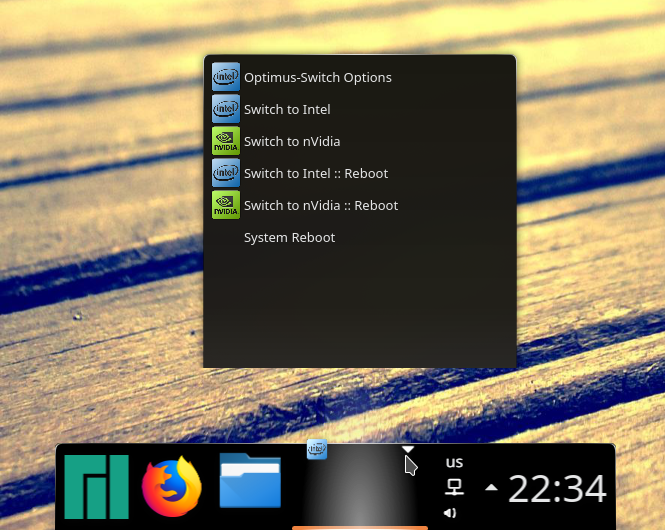 intel Optimus-Switch Options
intel Switch to Intel
NVIDIA Switch to nVidia
intel Switch to Intel :: Reboot
NVIDIA Switch to nVidia :: Reboot
System Reboot
intel
us
22:34